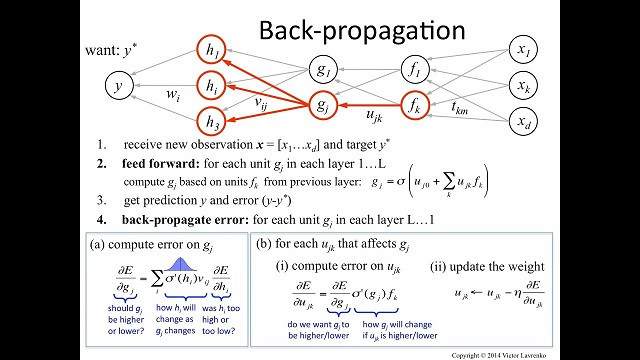 Back-propagation
want: y*
h1
g1
f1
x1
y
wi
hi
vij
gj
ujk
fk
tkm
xk
h3
xd
1. receive new observation x = [x1…xd] and target y*
2. feed forward: for each unit gj in each layer 1…L
compute gj based on units fk from previous layer: gj = σ(uj0 + ∑k ujk fk)
3. get prediction y and error (y-y*)
4. back-propagate error: for each unit gj in each layer L…1
(a) compute error on gj
∂E/∂gj = ∑i σ'(hi)vij ∂E/∂hi
should gj be higher or lower?
how hi will change as gj changes
was hi too high or too low?
(b) for each ujk that affects gj
(i) compute error on ujk
∂E/∂ujk = ∂E/∂gj σ'(gj) fk
do we want gj to be higher/lower
how gj will change if ujk is higher/lower
(ii) update the weight
ujk ← ujk − η ∂E/∂ujk
Copyright © 2014 Victor Lavrenko